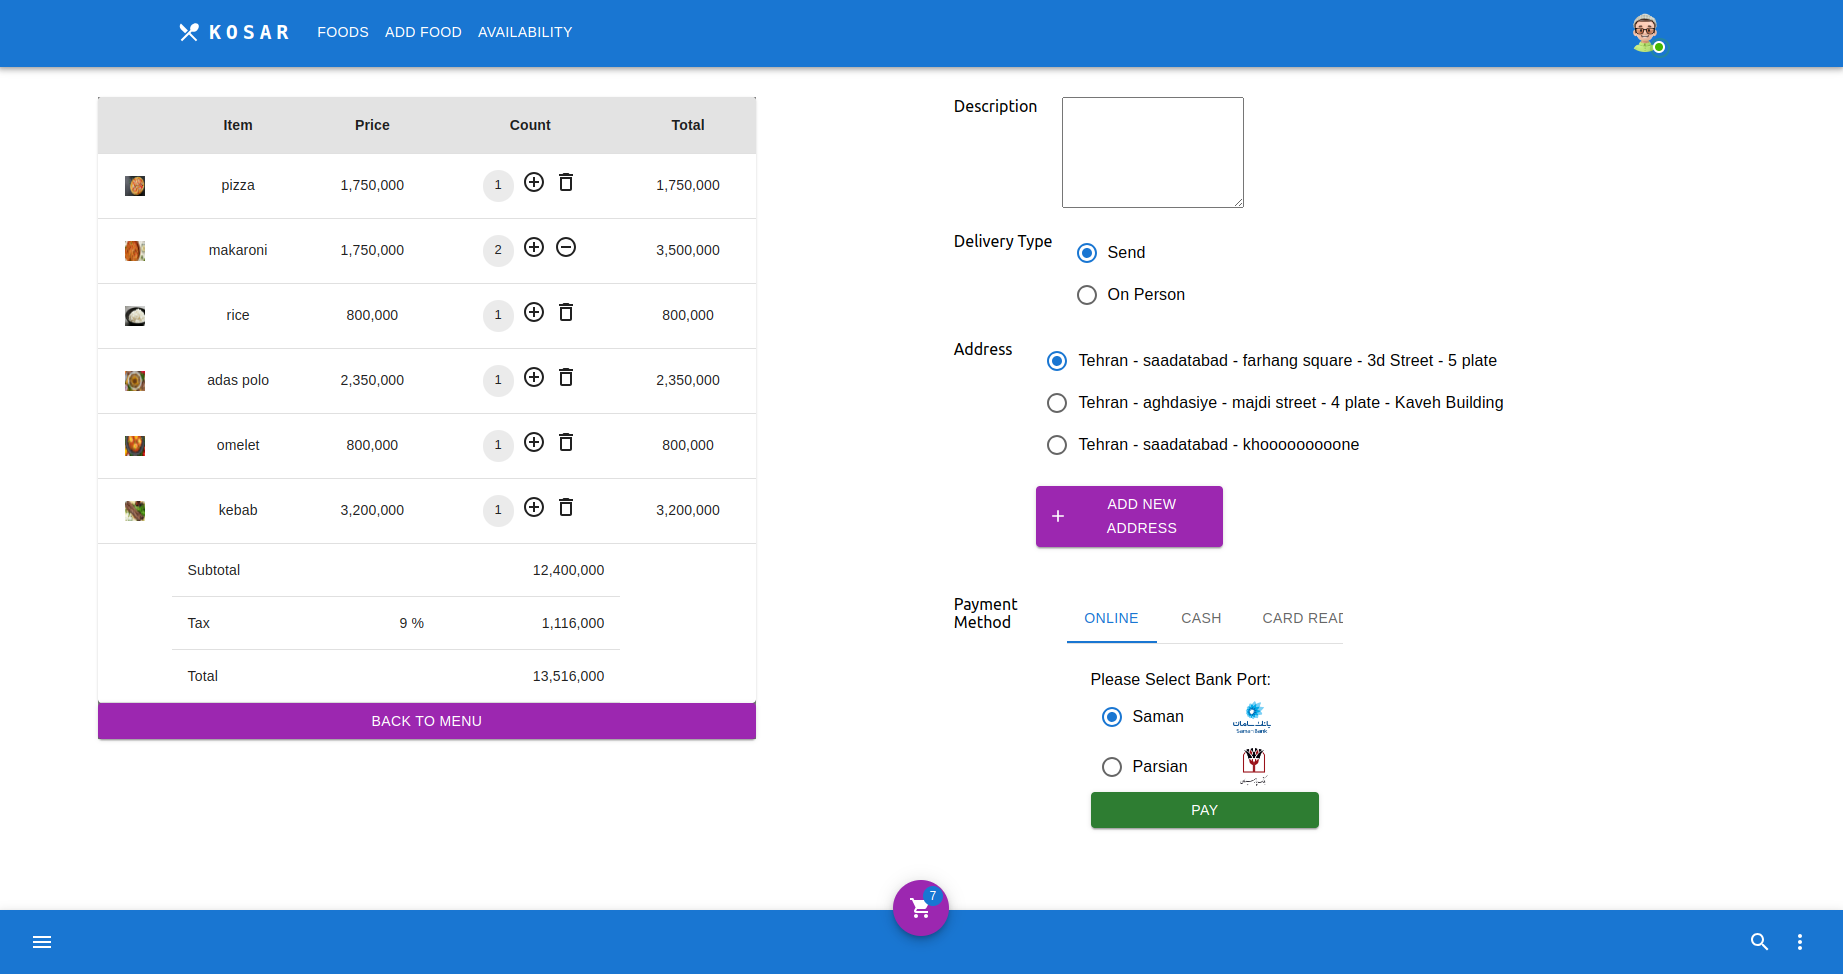 KOSAR FOODS ADD FOOD AVAILABILITY
Item Price Count Total
pizza 1,750,000 1 1,750,000
makaroni 1,750,000 2 3,500,000
rice 800,000 1 800,000
adas polo 2,350,000 1 2,350,000
omelet 800,000 1 800,000
kebab 3,200,000 1 3,200,000
Subtotal 12,400,000
Tax 9 % 1,116,000
Total 13,516,000
BACK TO MENU
Description
Delivery Type
Send
On Person
Address
Tehran - saadatabad - farhang square - 3d Street - 5 plate
Tehran - aghdasiye - majdi street - 4 plate - Kaveh Building
Tehran - saadatabad - khooooooooone
ADD NEW
ADDRESS
Payment
Method
ONLINE CASH CARD READ
Please Select Bank Port:
Saman
بانک سامان
Saman Bank
Parsian
PAY
7